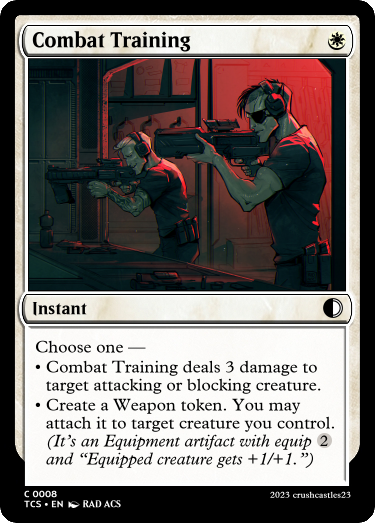 Combat Training
Instant
Choose one —
• Combat Training deals 3 damage to
target attacking or blocking creature.
• Create a Weapon token. You may
attach it to target creature you control.
(It's an Equipment artifact with equip 2
and “Equipped creature gets +1/+1.”)
C 0008
TCS • EN RAD ACS
2023 crushcastles23